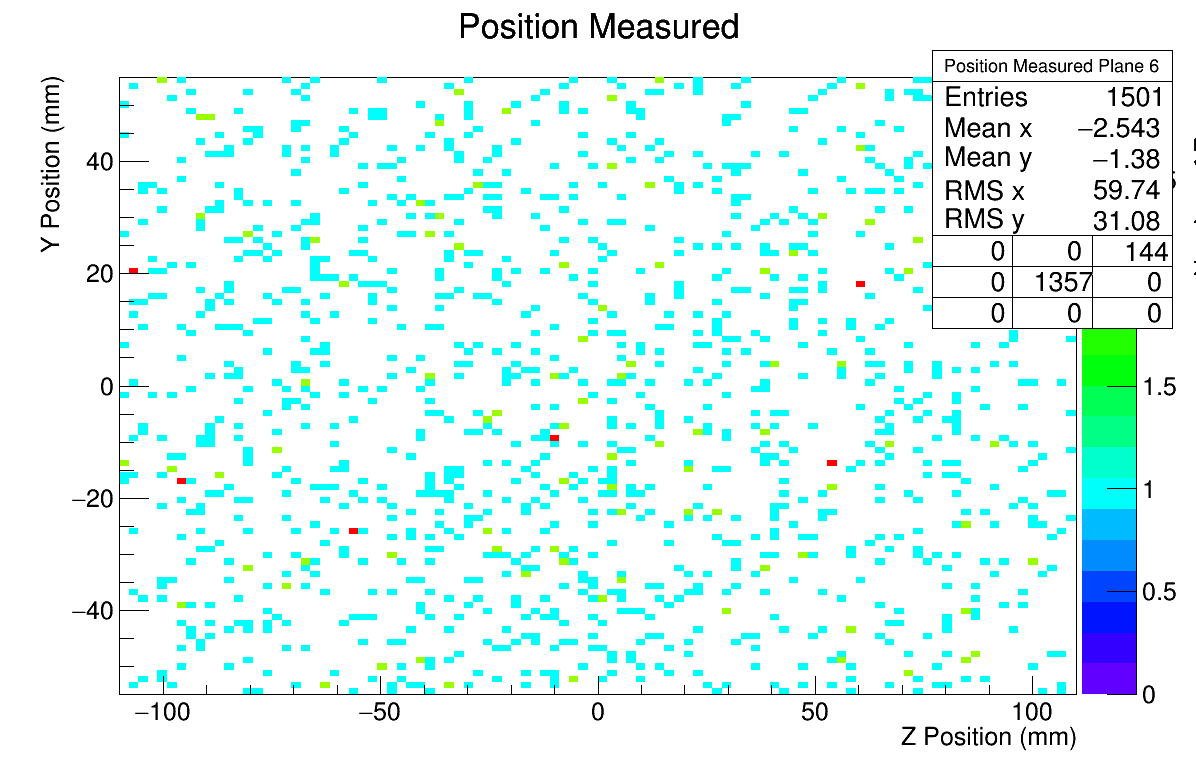 Position Measured
Y Position (mm)
Position Measured Plane 6
Entries 1501
Mean x −2.543
Mean y −1.38
RMS x 59.74
RMS y 31.08
0 0 144
0 1357 0
0 0 0
40
20
0
−20
−40
1.5
1
0.5
0
−100 −50 0 50 100
Z Position (mm)